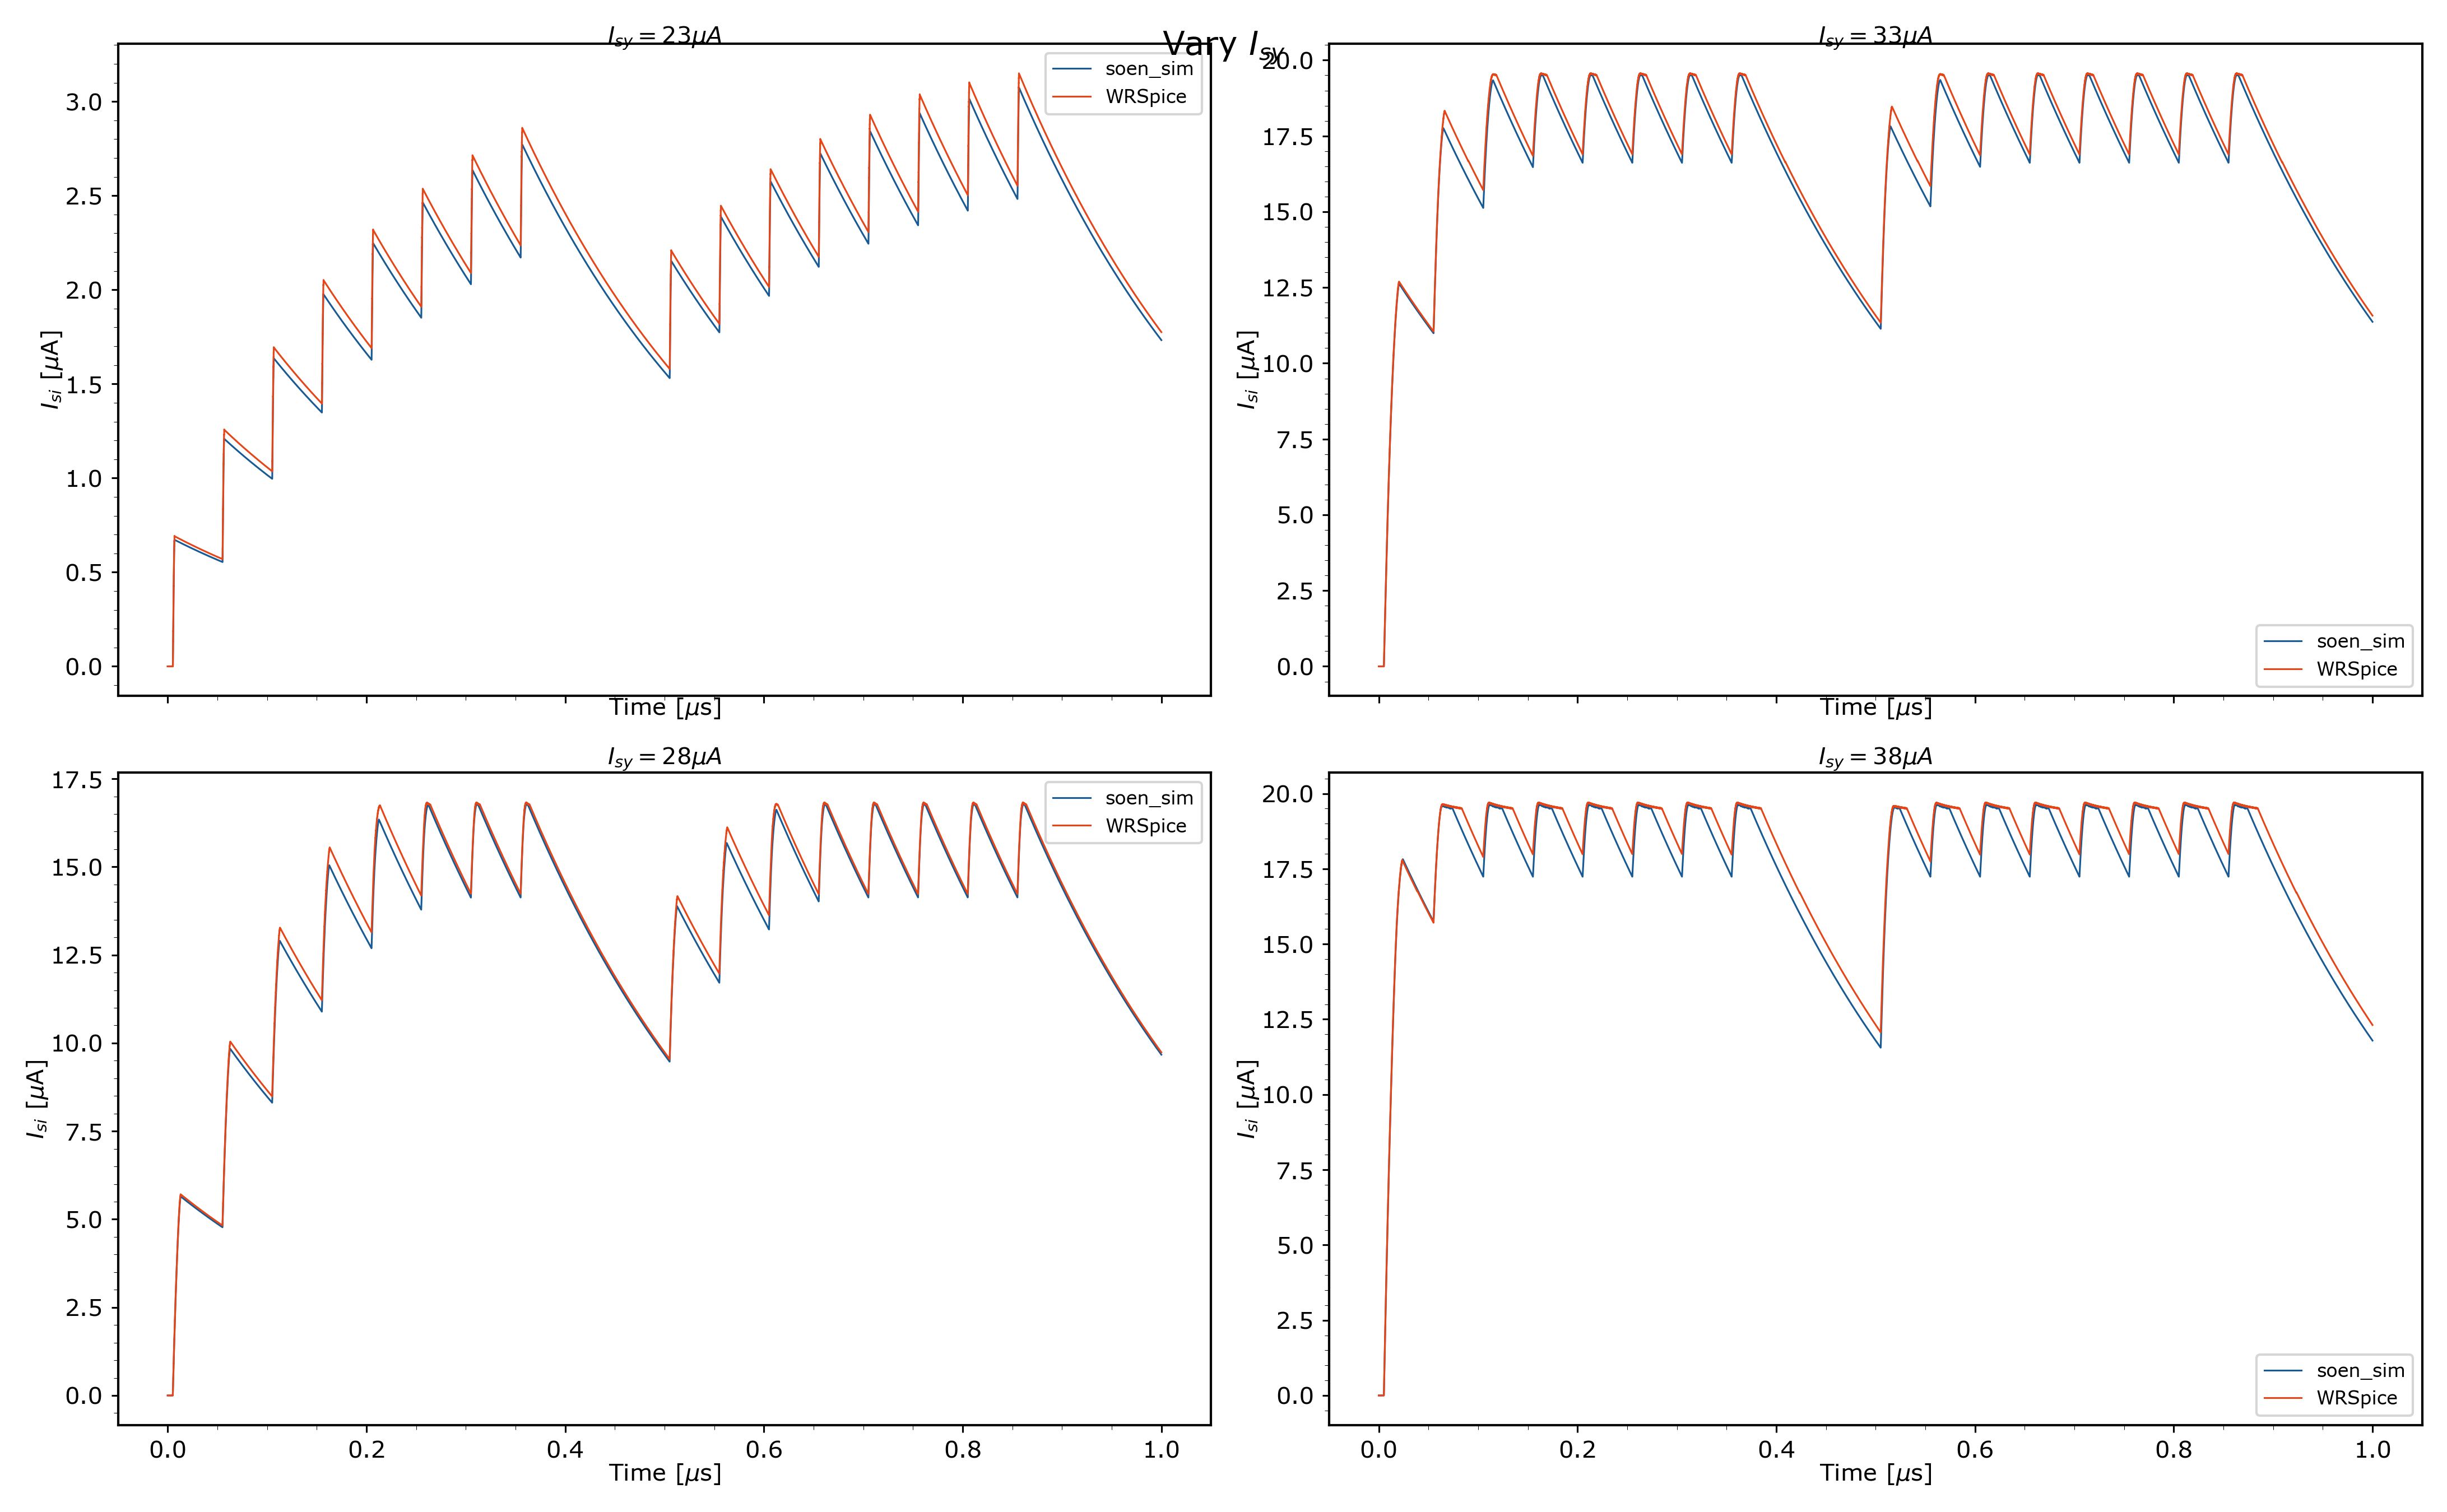 Vary I_sy
I_sy = 23μA
3.0
2.5
2.0
1.5
1.0
0.5
0.0
I_si [μA]
Time [μs]
soen_sim
WRSpice
I_sy = 33μA
20.0
17.5
15.0
12.5
10.0
7.5
5.0
2.5
0.0
I_si [μA]
Time [μs]
soen_sim
WRSpice
I_sy = 28μA
17.5
15.0
12.5
10.0
7.5
5.0
2.5
0.0
I_si [μA]
0.0 0.2 0.4 0.6 0.8 1.0
Time [μs]
soen_sim
WRSpice
I_sy = 38μA
20.0
17.5
15.0
12.5
10.0
7.5
5.0
2.5
0.0
I_si [μA]
0.0 0.2 0.4 0.6 0.8 1.0
Time [μs]
soen_sim
WRSpice